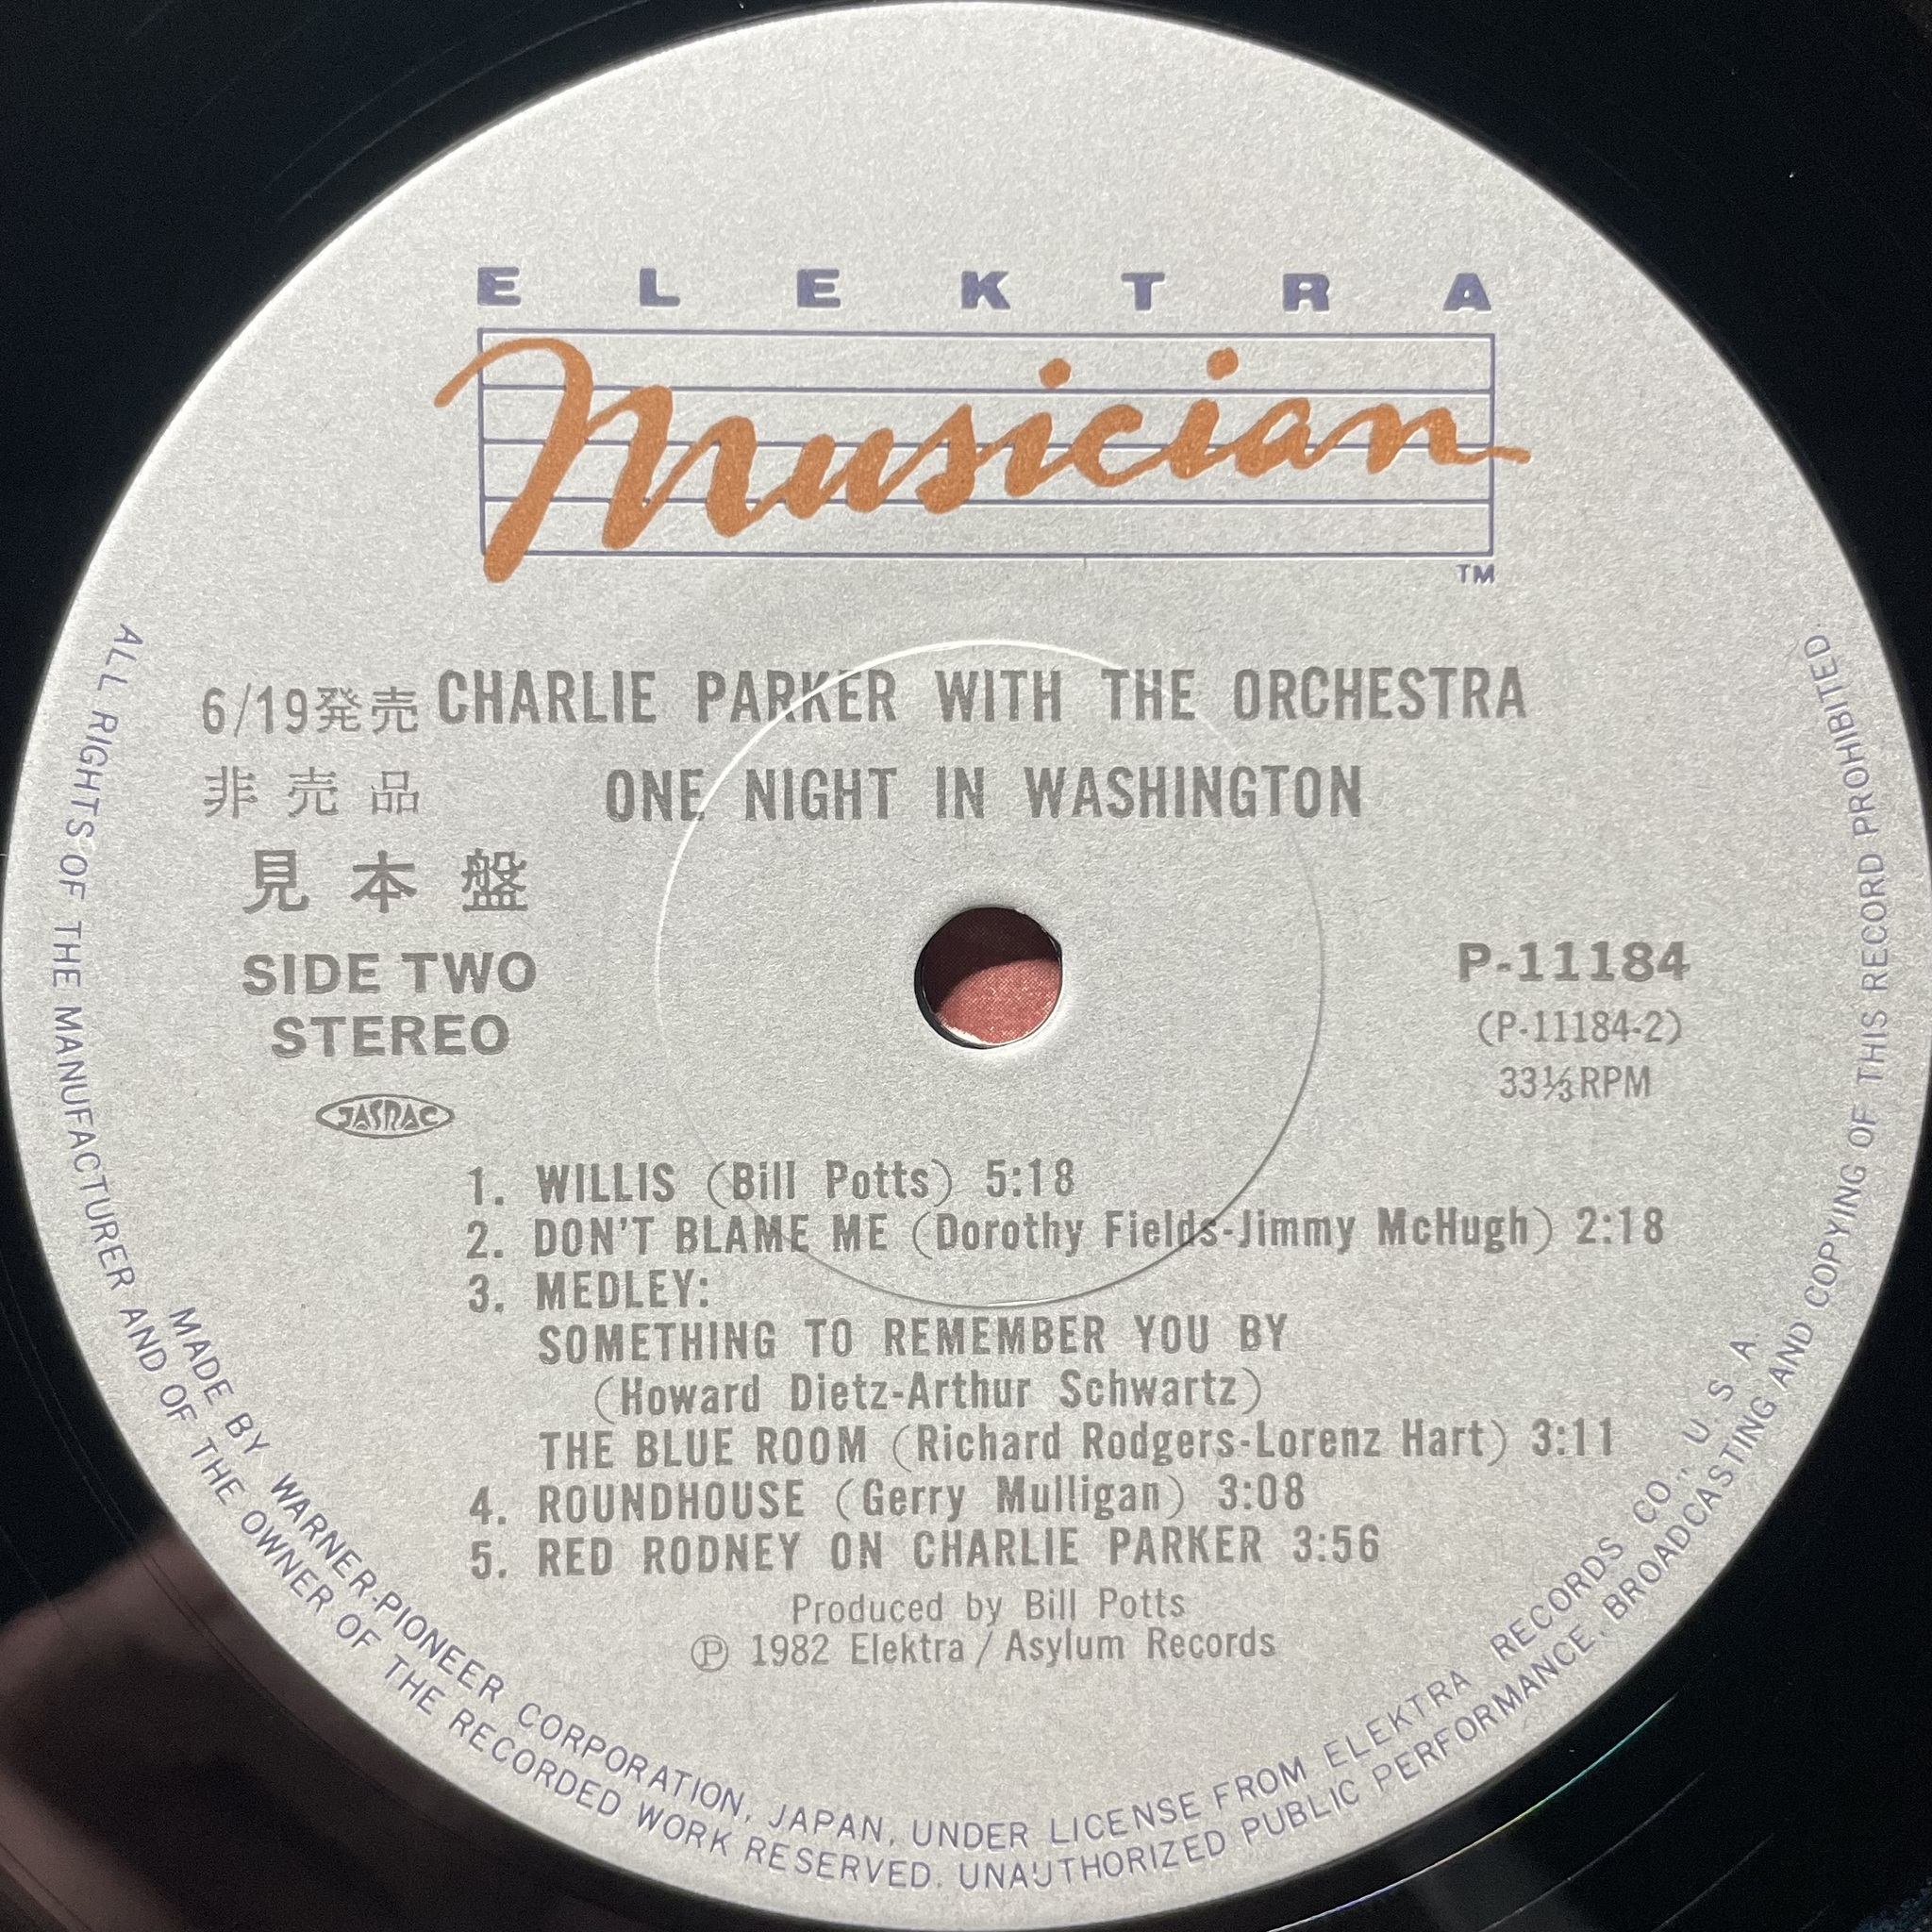 ELEKTRA
Musician
TM
6/19発売 CHARLIE PARKER WITH THE ORCHESTRA
非売品 ONE NIGHT IN WASHINGTON
見本盤
SIDE TWO
STEREO
JASRAC
P-11184
(P-11184-2)
33⅓RPM
1. WILLIS (Bill Potts) 5:18
2. DON'T BLAME ME (Dorothy Fields-Jimmy McHugh) 2:18
3. MEDLEY:
SOMETHING TO REMEMBER YOU BY
(Howard Dietz-Arthur Schwartz)
THE BLUE ROOM (Richard Rodgers-Lorenz Hart) 3:11
4. ROUNDHOUSE (Gerry Mulligan) 3:08
5. RED RODNEY ON CHARLIE PARKER 3:56
Produced by Bill Potts
Ⓟ 1982 Elektra / Asylum Records
MADE BY WARNER-PIONEER CORPORATION, JAPAN, UNDER LICENSE FROM ELEKTRA RECORDS CO., U. S. A
ALL RIGHTS OF THE MANUFACTURER AND OF THE OWNER OF THE RECORDED WORK RESERVED. UNAUTHORIZED PUBLIC PERFORMANCE, BROADCASTING AND COPYING OF THIS RECORD PROHIBITED.